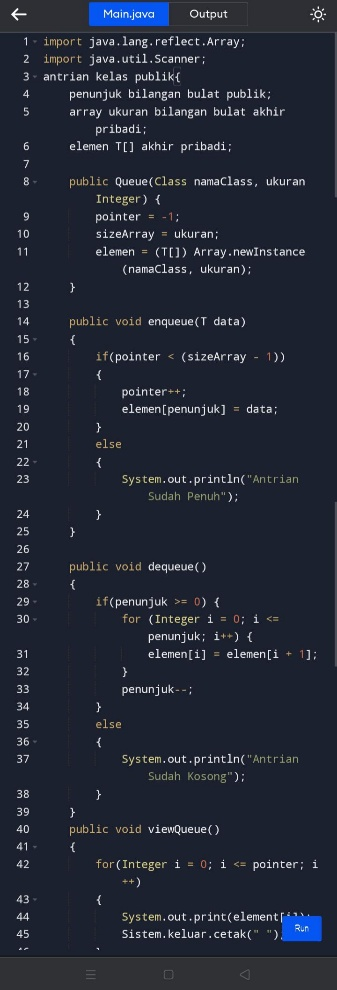 Main.java Output
1 import java.lang.reflect.Array;
2 import java.util.Scanner;
3 antrian kelas publik{
4 penunjuk bilangan bulat publik;
5 array ukuran bilangan bulat akhir
pribadi;
6 elemen T[] akhir pribadi;
7
8 public Queue(Class namaClass, ukuran
Integer) {
9 pointer = -1;
10 sizeArray = ukuran;
11 elemen = (T[]) Array.newInstance
(namaClass, ukuran);
12 }
13
14 public void enqueue(T data)
15 {
16 if(pointer < (sizeArray - 1))
17 {
18 pointer++;
19 elemen[penunjuk] = data;
20 }
21 else
22 {
23 System.out.println("Antrian
Sudah Penuh");
24 }
25 }
26
27 public void dequeue()
28 {
29 if(penunjuk >= 0) {
30 for (Integer i = 0; i <=
penunjuk; i++) {
31 elemen[i] = elemen[i + 1];
32 }
33 penunjuk--;
34 }
35 else
36 {
37 System.out.println("Antrian
Sudah Kosong");
38 }
39 }
40 public void viewQueue()
41 {
42 for(Integer i = 0; i <= pointer; i
++)
43 {
44 System.out.print(element[i]);
45 Sistem.keluar.cetak(" ")
Run